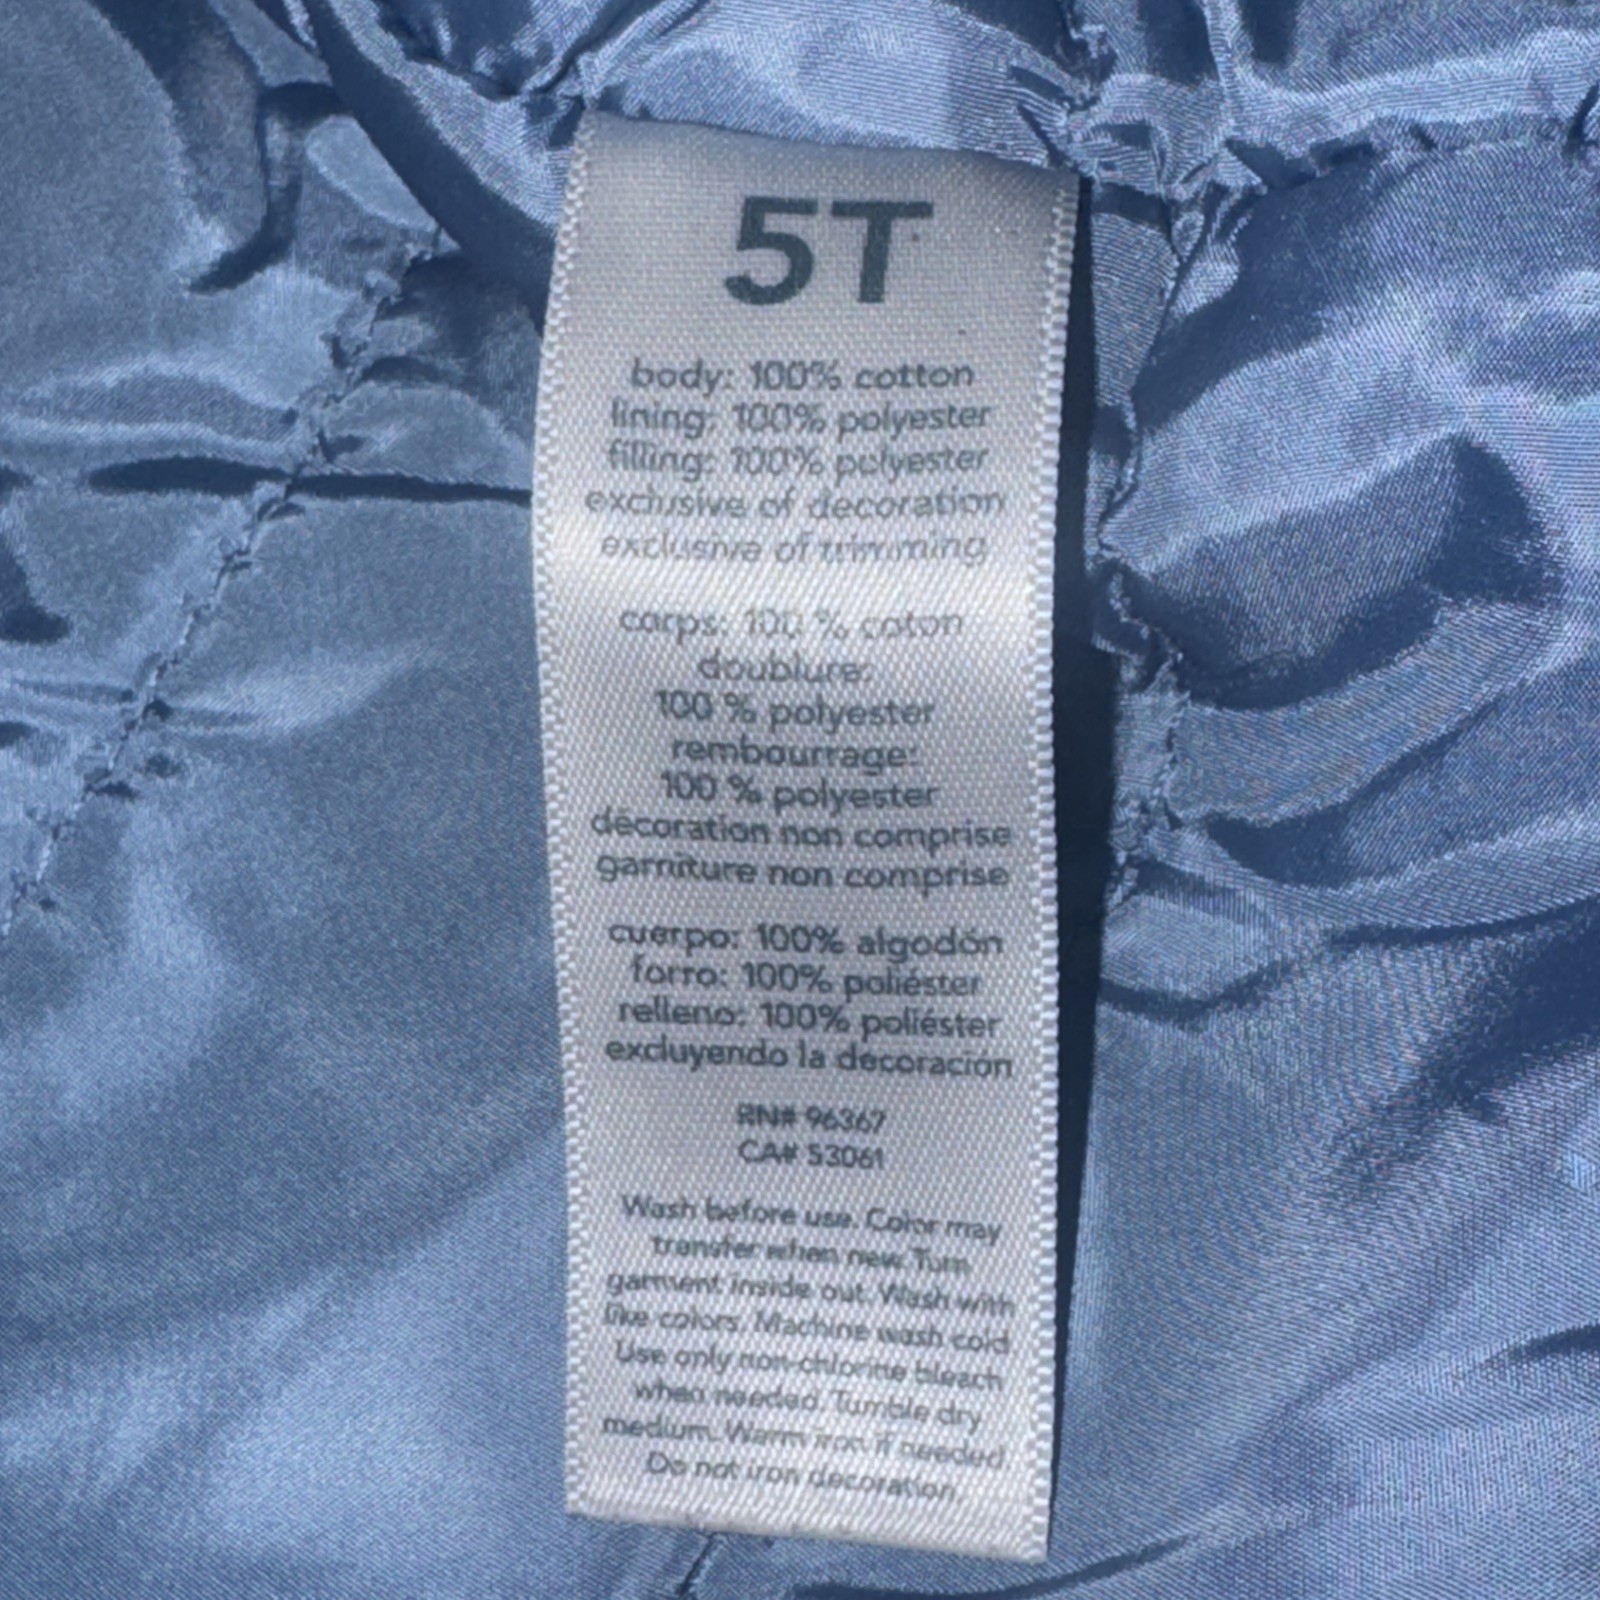 5T
body: 100% cotton
lining: 100% polyester
filling: 100% polyester
exclusive of decoration
exclusive of trimming
corps: 100 % coton
doublure:
100 % polyester
rembourrage:
100 % polyester
décoration non comprise
garniture non comprise
cuerpo: 100% algodón
forro: 100% poliéster
relleno: 100% poliéster
excluyendo la decoración
RN# 96367
CA# 53061
Wash before use. Color may
transfer when new. Turn
garment inside out. Wash with
like colors. Machine wash cold
Use only non-chlorine bleach
when needed. Tumble dry
medium. Warm iron if needed.
Do not iron decoration.